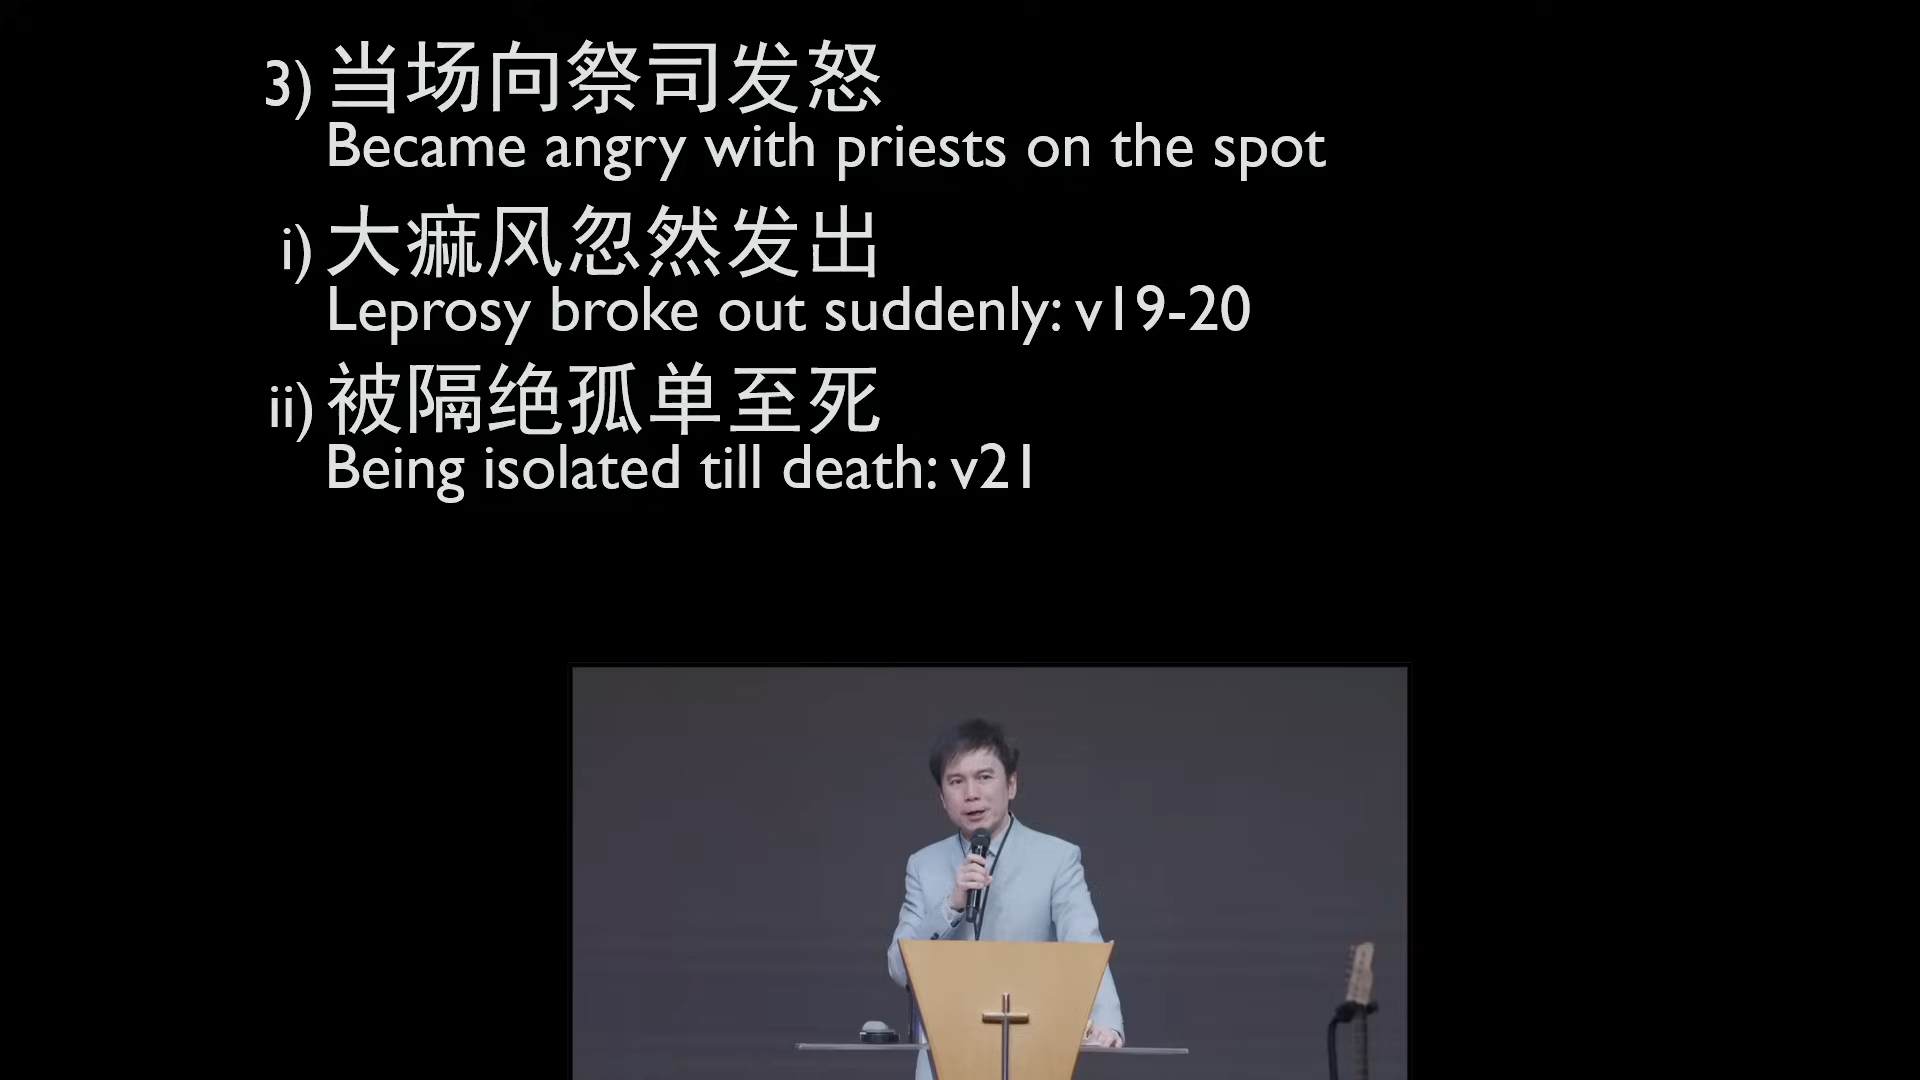 3) 当场向祭司发怒
Became angry with priests on the spot
i) 大痲风忽然发出
Leprosy broke out suddenly: v19-20
ii) 被隔绝孤单至死
Being isolated till death: v21